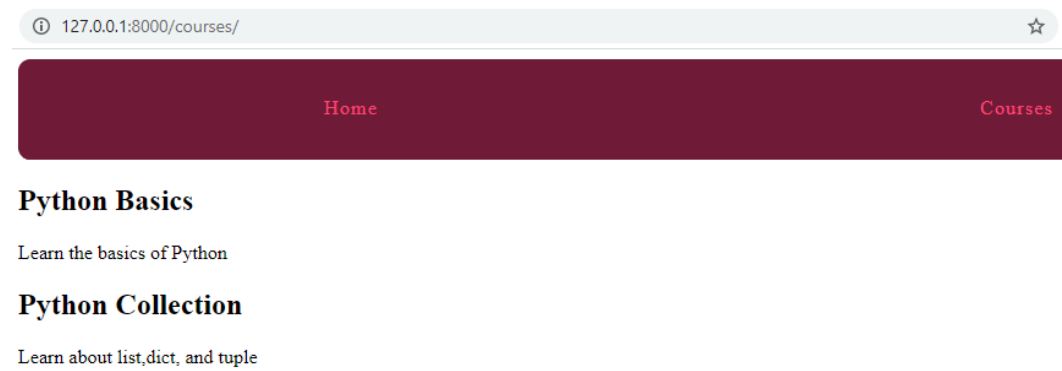 127.0.0.1:8000/courses/
Home Courses
Python Basics
Learn the basics of Python
Python Collection
Learn about list,dict, and tuple